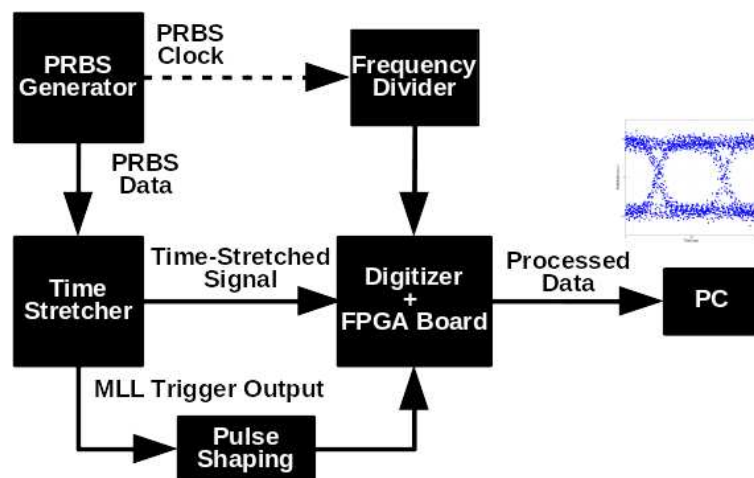 PRBS
Generator
PRBS
Clock
Frequency
Divider
PRBS
Data
Time
Stretcher
Time-Stretched
Signal
Digitizer
+
FPGA Board
Processed
Data
PC
MLL Trigger Output
Pulse
Shaping